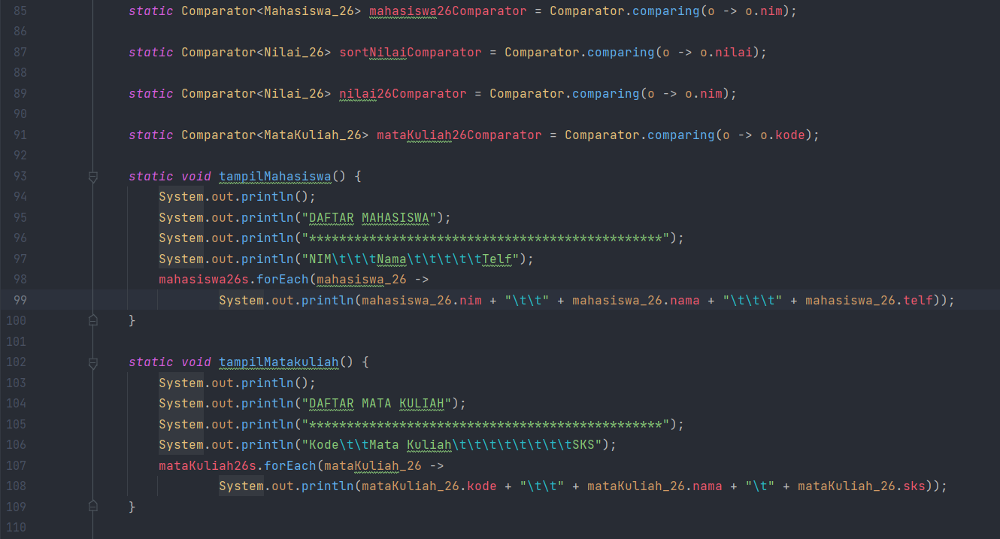 85 static Comparator<Mahasiswa_26> mahasiswa26Comparator = Comparator.comparing(o -> o.nim);
86
87 static Comparator<Nilai_26> sortNilaiComparator = Comparator.comparing(o -> o.nilai);
88
89 static Comparator<Nilai_26> nilai26Comparator = Comparator.comparing(o -> o.nim);
90
91 static Comparator<MataKuliah_26> mataKuliah26Comparator = Comparator.comparing(o -> o.kode);
92
93 static void tampilMahasiswa() {
94 System.out.println();
95 System.out.println("DAFTAR MAHASISWA");
96 System.out.println("***********************************************");
97 System.out.println("NIM\t\t\tNama\t\t\t\t\tTelf");
98 mahasiswa26s.forEach(mahasiswa_26 ->
99 System.out.println(mahasiswa_26.nim + "\t\t" + mahasiswa_26.nama + "\t\t\t" + mahasiswa_26.telf));
100 }
101
102 static void tampilMatakuliah() {
103 System.out.println();
104 System.out.println("DAFTAR MATA KULIAH");
105 System.out.println("***********************************************");
106 System.out.println("Kode\t\tMata Kuliah\t\t\t\t\t\t\t\tSKS");
107 mataKuliah26s.forEach(mataKuliah_26 ->
108 System.out.println(mataKuliah_26.kode + "\t\t" + mataKuliah_26.nama + "\t" + mataKuliah_26.sks));
109 }
110